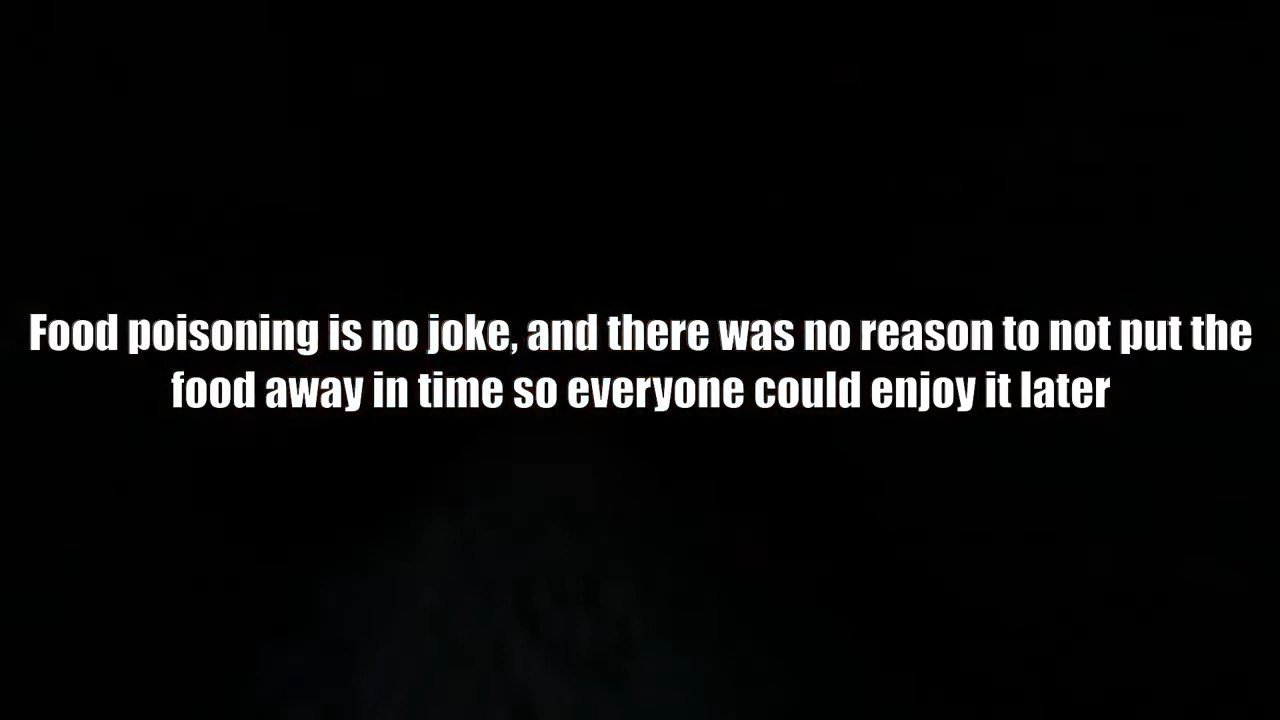 Food poisoning is no joke, and there was no reason to not put the
food away in time so everyone could enjoy it later